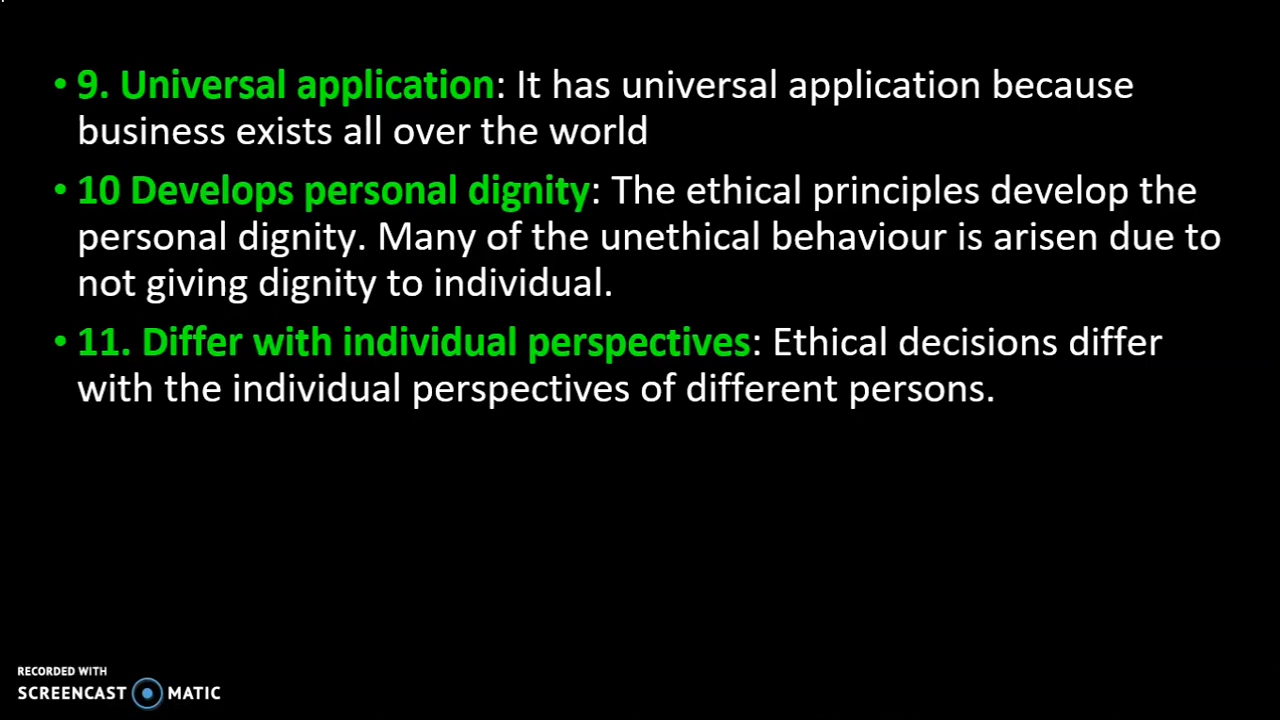 • 9. Universal application: It has universal application because
business exists all over the world
• 10 Develops personal dignity: The ethical principles develop the
personal dignity. Many of the unethical behaviour is arisen due to
not giving dignity to individual.
• 11. Differ with individual perspectives: Ethical decisions differ
with the individual perspectives of different persons.
RECORDED WITH
SCREENCAST MATIC